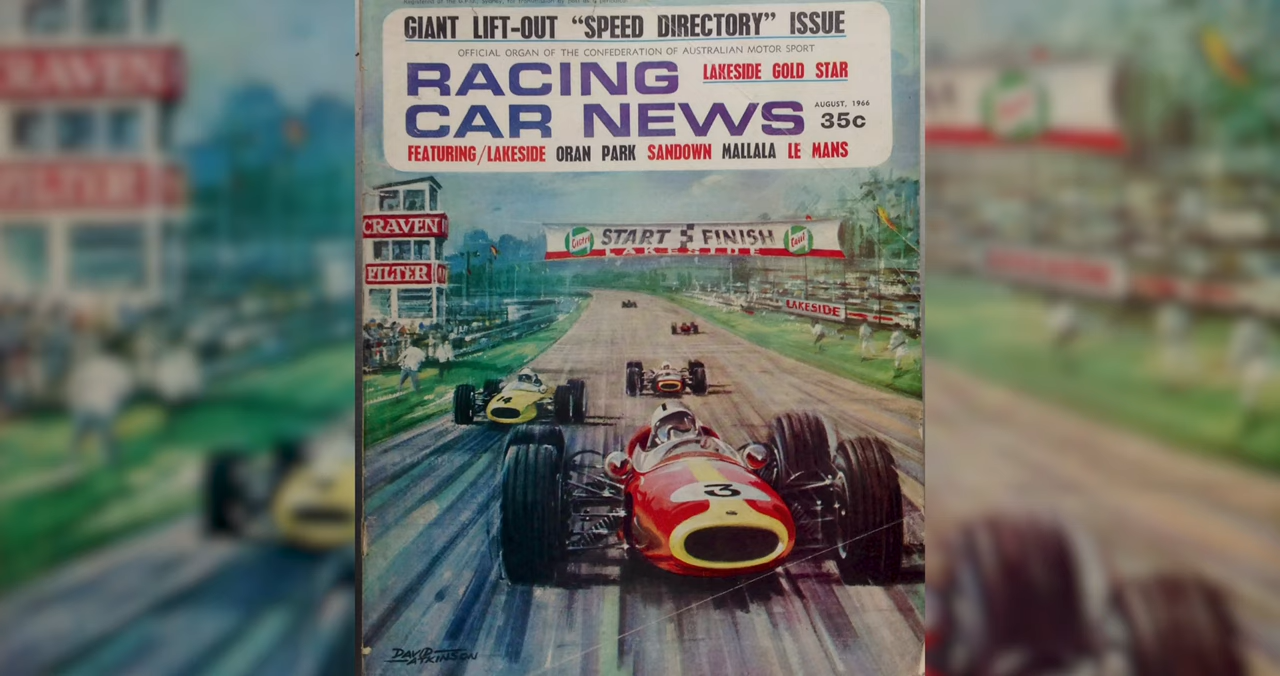 GIANT LIFT-OUT "SPEED DIRECTORY" ISSUE
OFFICIAL ORGAN OF THE CONFEDERATION OF AUSTRALIAN MOTOR SPORT
RACING
LAKESIDE GOLD STAR
CAR NEWS
AUGUST, 1966
35c
FEATURING/LAKESIDE ORAN PARK SANDOWN MALLALA LE MANS
CRAVEN
FILTER
Castrol START FINISH Castrol
LAKESIDE
LAKESIDE
14
3
DAVID
ATKINSON